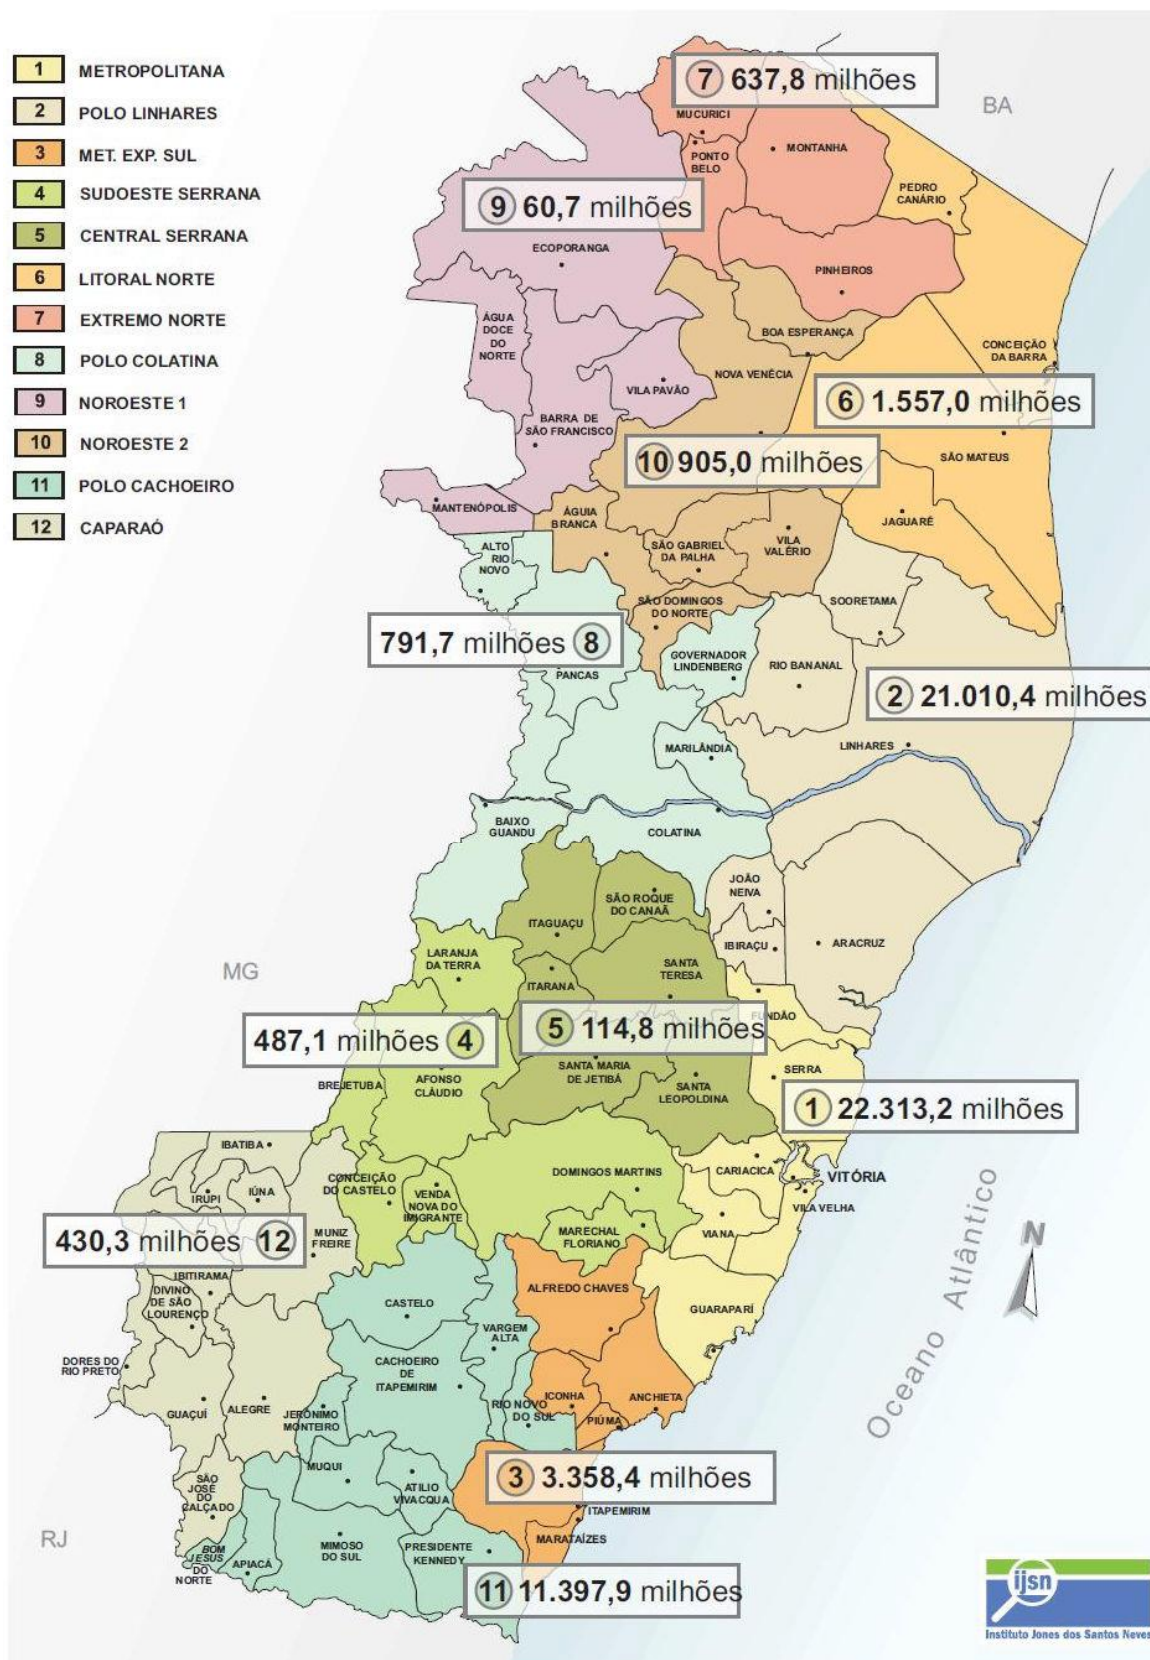 1 METROPOLITANA
2 POLO LINHARES
3 MET. EXP. SUL
4 SUDOESTE SERRANA
5 CENTRAL SERRANA
6 LITORAL NORTE
7 EXTREMO NORTE
8 POLO COLATINA
9 NOROESTE 1
10 NOROESTE 2
11 POLO CACHOEIRO
12 CAPARAÓ
7 637,8 milhões
BA
MUCURICI
MONTANHA
PONTO
BELO
PEDRO
CANÁRIO
9 60,7 milhões
ECOPORANGA
PINHEIROS
ÁGUA
DOCE
DO
NORTE
BOA ESPERANÇA
CONCEIÇÃO
DA BARRA
NOVA VENÉCIA
VILA PAVÃO
6 1.557,0 milhões
BARRA DE
SÃO FRANCISCO
10 905,0 milhões
SÃO MATEUS
MANTENÓPOLIS
ÁGUIA
BRANCA
JAGUARÉ
ALTO
RIO
NOVO
SÃO GABRIEL
DA PALHA
VILA
VALÉRIO
SÃO DOMINGOS
DO NORTE
SOORETAMA
791,7 milhões 8
PANCAS
GOVERNADOR
LINDENBERG
RIO BANANAL
2 21.010,4 milhões
MARILÂNDIA
LINHARES
BAIXO
GUANDU
COLATINA
JOÃO
NEIVA
SÃO ROQUE
DO CANAÃ
ITAGUAÇU
IBIRAÇU
ARACRUZ
LARANJA
DA TERRA
SANTA
TERESA
MG
ITARANA
FUNDÃO
487,1 milhões 4
5 114,8 milhões
SANTA MARIA
DE JETIBÁ
SERRA
BREJETUBA
AFONSO
CLÁUDIO
SANTA
LEOPOLDINA
1 22.313,2 milhões
IBATIBA
CONCEIÇÃO
DO CASTELO
DOMINGOS MARTINS
CARIACICA
VITÓRIA
IRUPI
IÚNA
VENDA
NOVA DO
IMIGRANTE
VILA VELHA
MUNIZ
FREIRE
MARECHAL
FLORIANO
VIANA
430,3 milhões 12
IBITIRAMA
DIVINO
DE SÃO
LOURENÇO
ALFREDO CHAVES
CASTELO
GUARAPARÍ
VARGEM
ALTA
DORES DO
RIO PRETO
CACHOEIRO
DE
ITAPEMIRIM
ICONHA
ANCHIETA
GUAÇUÍ
ALEGRE
JERÔNIMO
MONTEIRO
RIO NOVO
DO SUL
PIÚMA
Oceano Atlântico
N
MUQUI
3 3.358,4 milhões
SÃO
JOSÉ
DO
CALÇADO
ATILIO
VIVACQUA
ITAPEMIRIM
RJ
MARATAÍZES
BOM
JESUS
DO
NORTE
APIACÁ
MIMOSO
DO SUL
PRESIDENTE
KENNEDY
11 11.397,9 milhões
ijsn
Instituto Jones dos Santos Neves